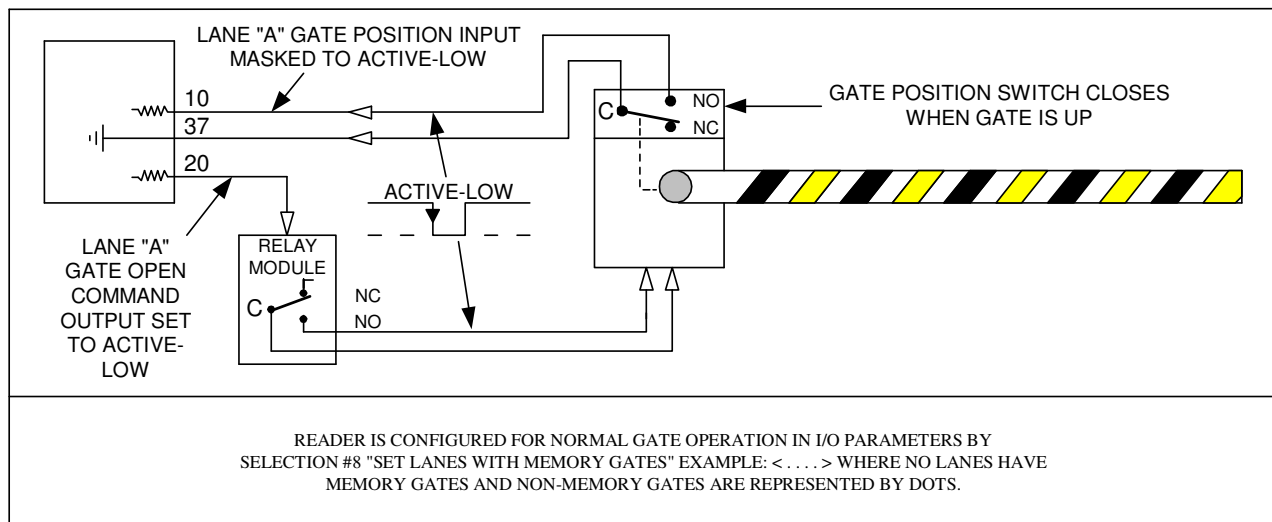 LANE "A" GATE POSITION INPUT
MASKED TO ACTIVE-LOW
10
37
20
C
NO
NC
GATE POSITION SWITCH CLOSES
WHEN GATE IS UP
ACTIVE-LOW
LANE "A"
GATE OPEN
COMMAND
OUTPUT SET
TO ACTIVE-
LOW
RELAY
MODULE
C
NC
NO
READER IS CONFIGURED FOR NORMAL GATE OPERATION IN I/O PARAMETERS BY
SELECTION #8 "SET LANES WITH MEMORY GATES" EXAMPLE: < . . . . > WHERE NO LANES HAVE
MEMORY GATES AND NON-MEMORY GATES ARE REPRESENTED BY DOTS.